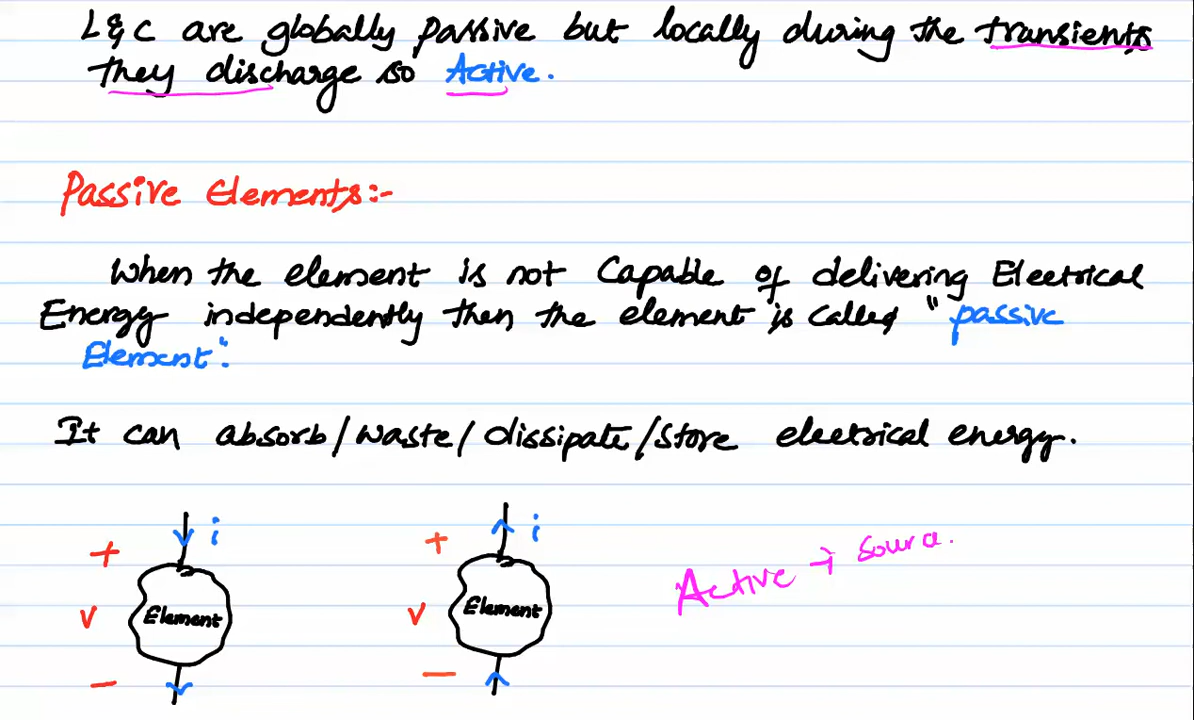 L&C are globally passive but locally during the transients
they discharge so Active.
Passive Elements:-
When the element is not Capable of delivering Electrical
Energy independently then the element is called "passive
Element".
It can absorb/waste/dissipate/store electrical energy.
+ i + i
Active → source.
v Element v Element
- -